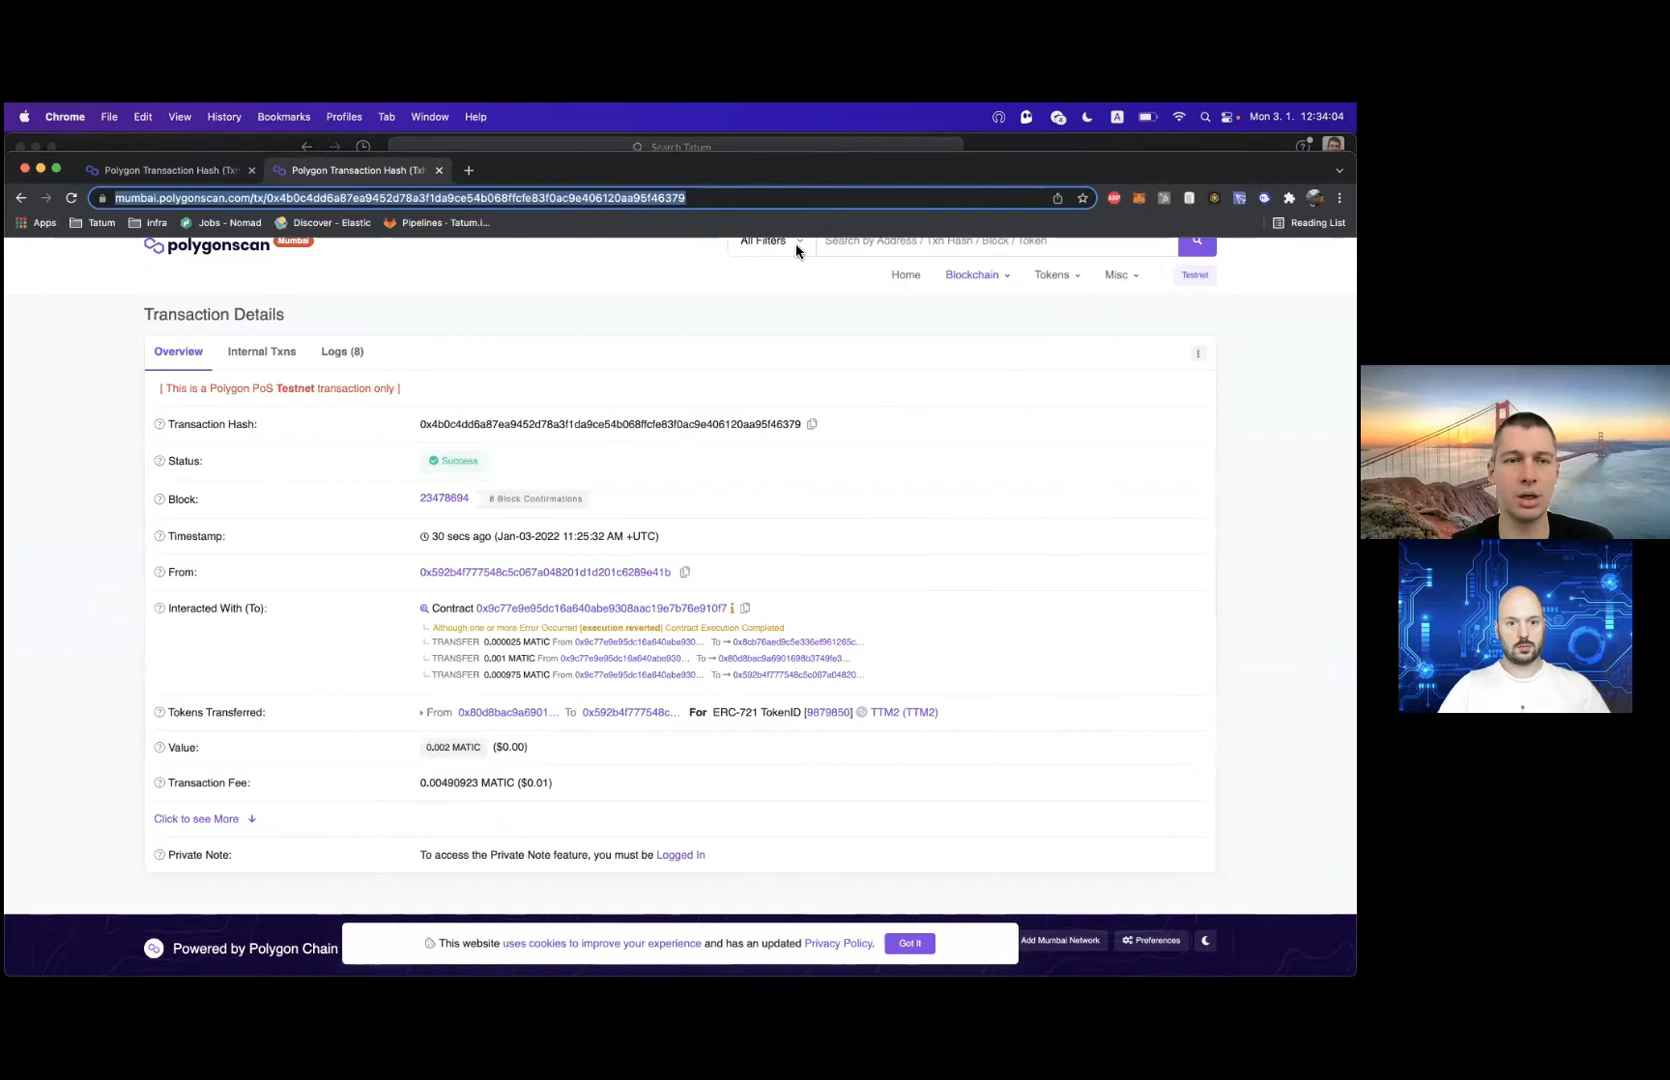 Chrome File Edit View History Bookmarks Profiles Tab Window Help A Mon 3. 1. 12:34:04
Search Tatum
Polygon Transaction Hash (Txh Polygon Transaction Hash (Txh
mumbai.polygonscan.com/tx/0x4b0c4dd6a87ea9452d78a3f1da9ce54b068ffcfe83f0ac9e406120aa95f46379
Apps Tatum infra Jobs - Nomad Discover - Elastic Pipelines - Tatum.i... Reading List
polygonscan Mumbai All Filters Search by Address / Txn Hash / Block / Token
Home Blockchain Tokens Misc Testnet
Transaction Details
Overview Internal Txns Logs (8)
[ This is a Polygon PoS Testnet transaction only ]
Transaction Hash: 0x4b0c4dd6a87ea9452d78a3f1da9ce54b068ffcfe83f0ac9e406120aa95f46379
Status: Success
Block: 23478694 8 Block Confirmations
Timestamp: 30 secs ago (Jan-03-2022 11:25:32 AM +UTC)
From: 0x592b4f777548c5c067a048201d1d201c6289e41b
Interacted With (To): Contract 0x9c77e9e95dc16a640abe9308aac19e7b76e910f7
Although one or more Error Occurred [execution reverted] Contract Execution Completed
TRANSFER 0.000025 MATIC From 0x9c77e9e95dc16a640abe930... To → 0x8cb76aed9c5e336ef961265c...
TRANSFER 0.001 MATIC From 0x9c77e9e95dc16a640abe930... To → 0x80d8bac9a6901698b3749fe3...
TRANSFER 0.000975 MATIC From 0x9c77e9e95dc16a640abe930... To → 0x592b4f777548c5c067a04820...
Tokens Transferred: From 0x80d8bac9a6901... To 0x592b4f777548c... For ERC-721 TokenID [9879850] TTM2 (TTM2)
Value: 0.002 MATIC ($0.00)
Transaction Fee: 0.00490923 MATIC ($0.01)
Click to see More
Private Note: To access the Private Note feature, you must be Logged In
Powered by Polygon Chain This website uses cookies to improve your experience and has an updated Privacy Policy. Got It Add Mumbai Network Preferences